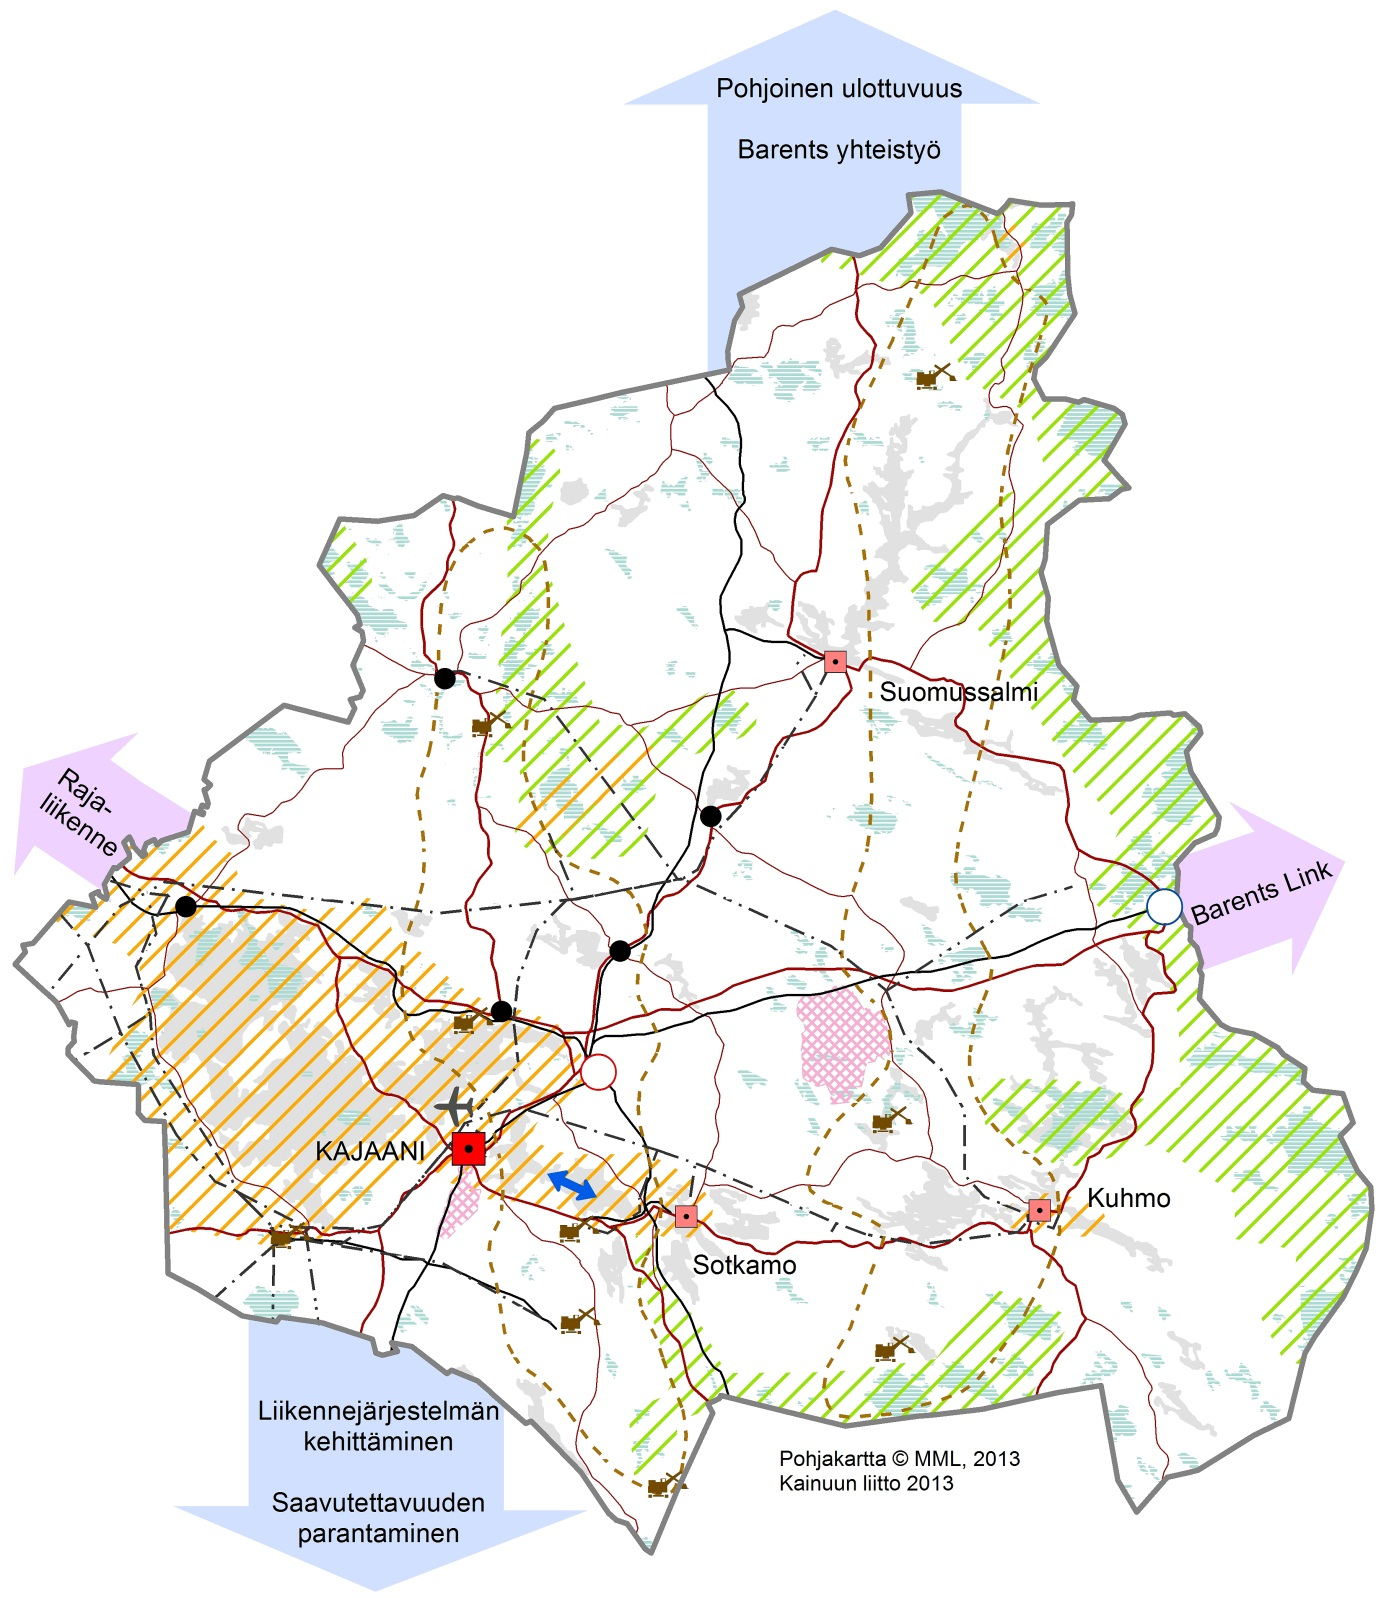 Pohjoinen ulottuvuus
Barents yhteistyö
Suomussalmi
Raja-
liikenne
Barents Link
KAJAANI
Kuhmo
Sotkamo
Liikennejärjestelmän
kehittäminen
Saavutettavuuden
parantaminen
Pohjakartta © MML, 2013
Kainuun liitto 2013